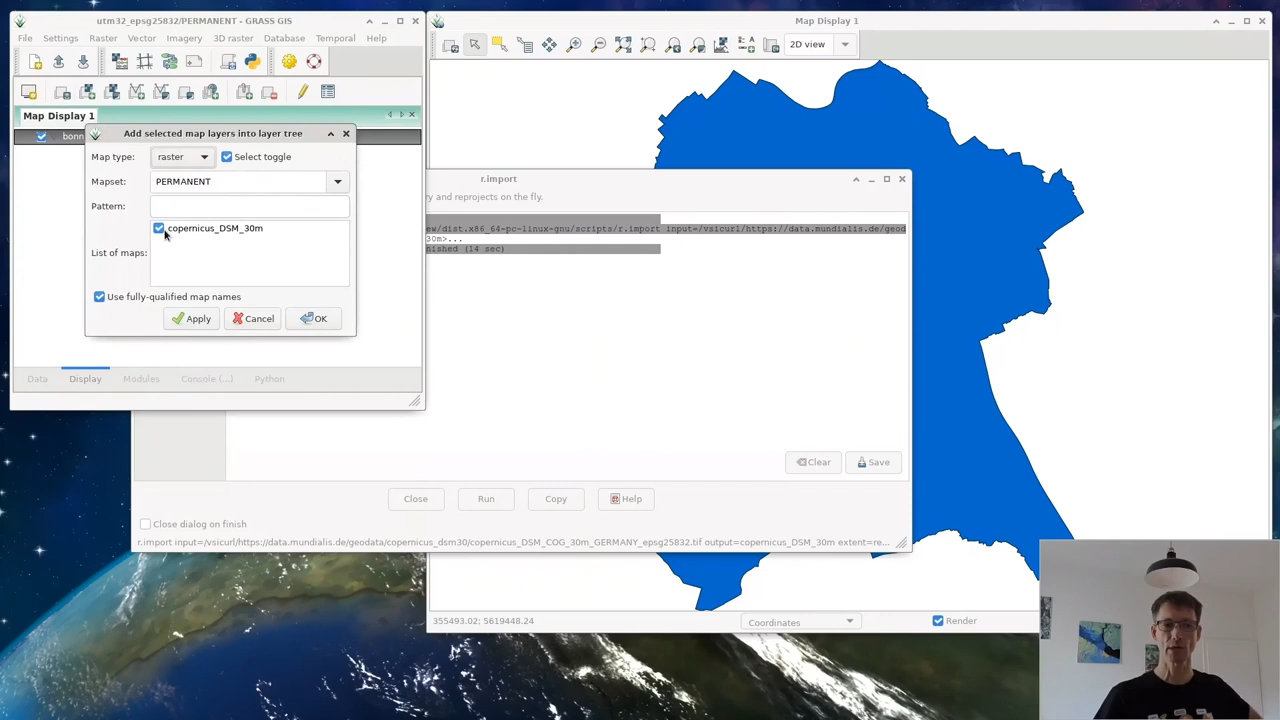 utm32_epsg25832/PERMANENT - GRASS GIS
File Settings Raster Vector Imagery 3D raster Database Temporal Help
Map Display 1
bonn
Add selected map layers into layer tree
Map type: raster Select toggle
Mapset: PERMANENT
Pattern:
copernicus_DSM_30m
List of maps:
Use fully-qualified map names
Apply Cancel OK
Data Display Modules Console (...) Python
Map Display 1
2D view
r.import
ry and reprojects on the fly.
ew/dist.x86_64-pc-linux-gnu/scripts/r.import input=/vsicurl/https://data.mundialis.de/geod
30m>...
nished (14 sec)
Clear Save
Close Run Copy Help
Close dialog on finish
r.import input=/vsicurl/https://data.mundialis.de/geodata/copernicus_dsm30/copernicus_DSM_COG_30m_GERMANY_epsg25832.tif output=copernicus_DSM_30m extent=re...
355493.02; 5619448.24 Coordinates Render